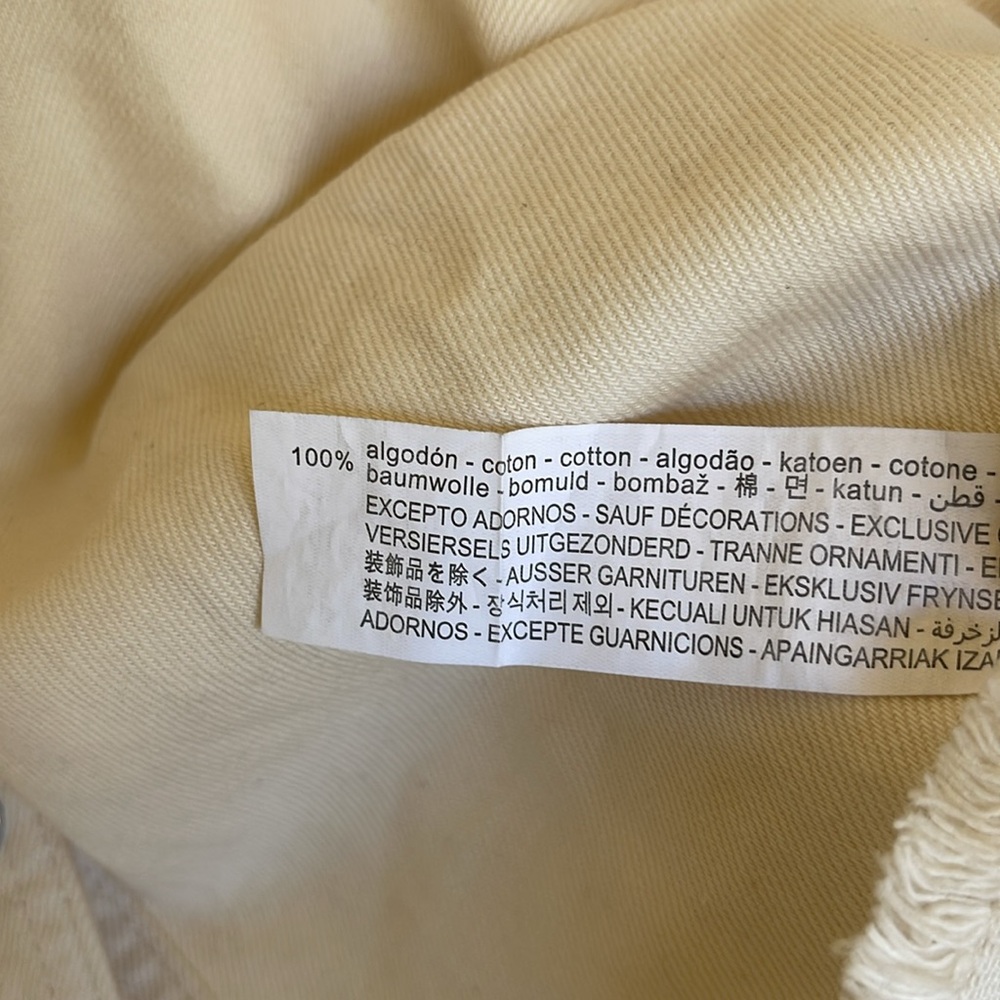 100% algodón - coton - cotton - algodão - katoen - cotone -
baumwolle - bomuld - bombaž - 棉 - 면 - katun - قطن -
EXCEPTO ADORNOS - SAUF DÉCORATIONS - EXCLUSIVE
VERSIERSELS UITGEZONDERD - TRANNE ORNAMENTI -
装飾品を除く - AUSSER GARNITUREN - EKSKLUSIV FRYNSE
装饰品除外 - 장식처리 제외 - KECUALI UNTUK HIASAN -
ADORNOS - EXCEPTE GUARNICIONS - APAINGARRIAK IZA